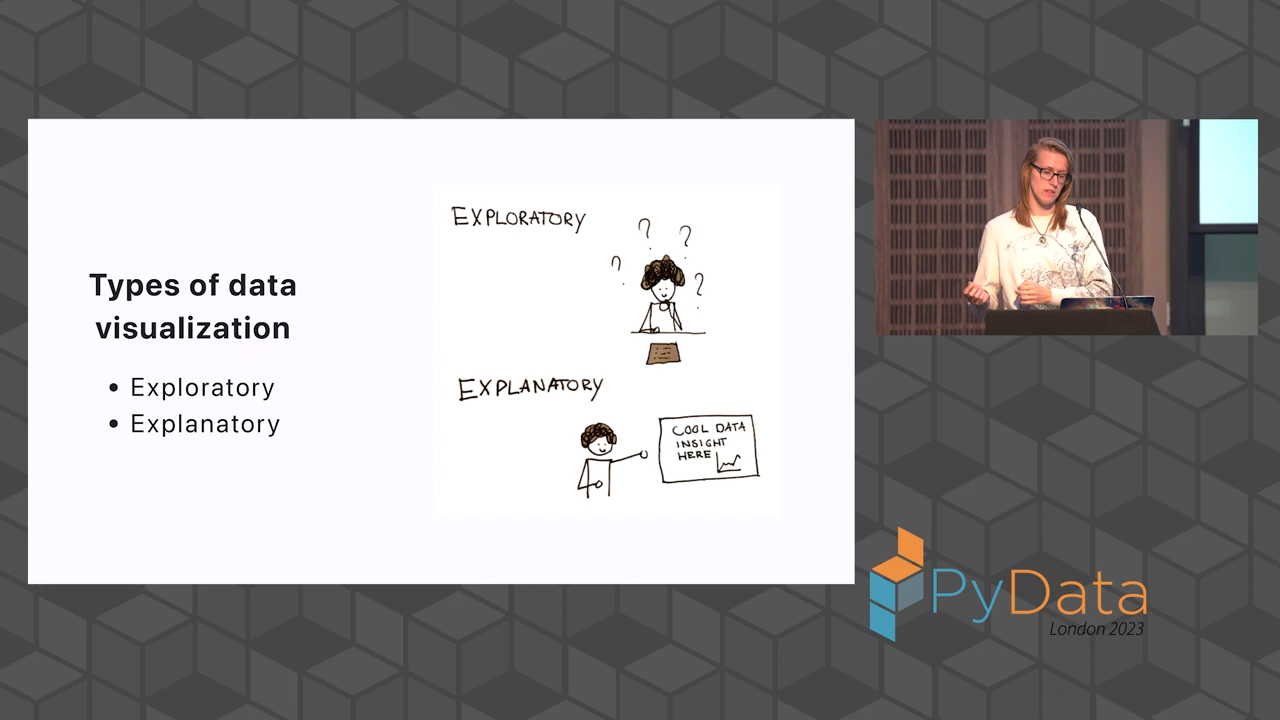 Types of data
visualization
• Exploratory
• Explanatory
EXPLORATORY
? ? ? ?
EXPLANATORY
COOL DATA
INSIGHT
HERE
PyData
London 2023